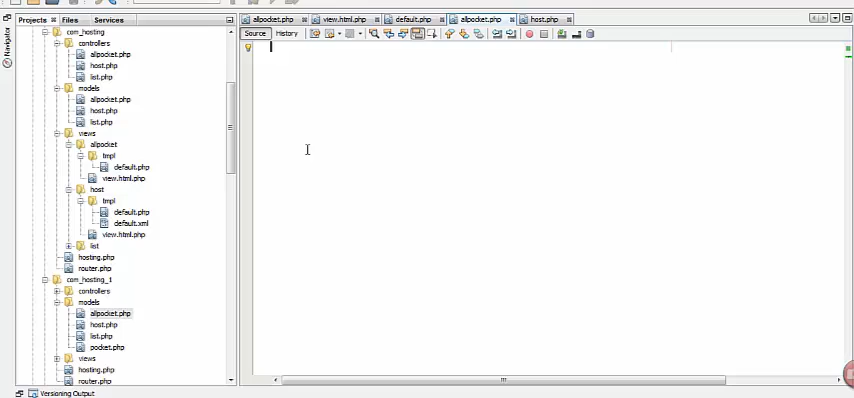 Navigator
Projects Files Services
com_hosting
controllers
allpocket.php
host.php
list.php
models
allpocket.php
host.php
list.php
views
allpocket
tmpl
default.php
view.html.php
host
tmpl
default.php
default.xml
view.html.php
list
hosting.php
router.php
com_hosting_1
controllers
models
allpocket.php
host.php
list.php
pocket.php
views
hosting.php
router.php
allpocket.php view.html.php default.php allpocket.php host.php
Source History
Versioning Output